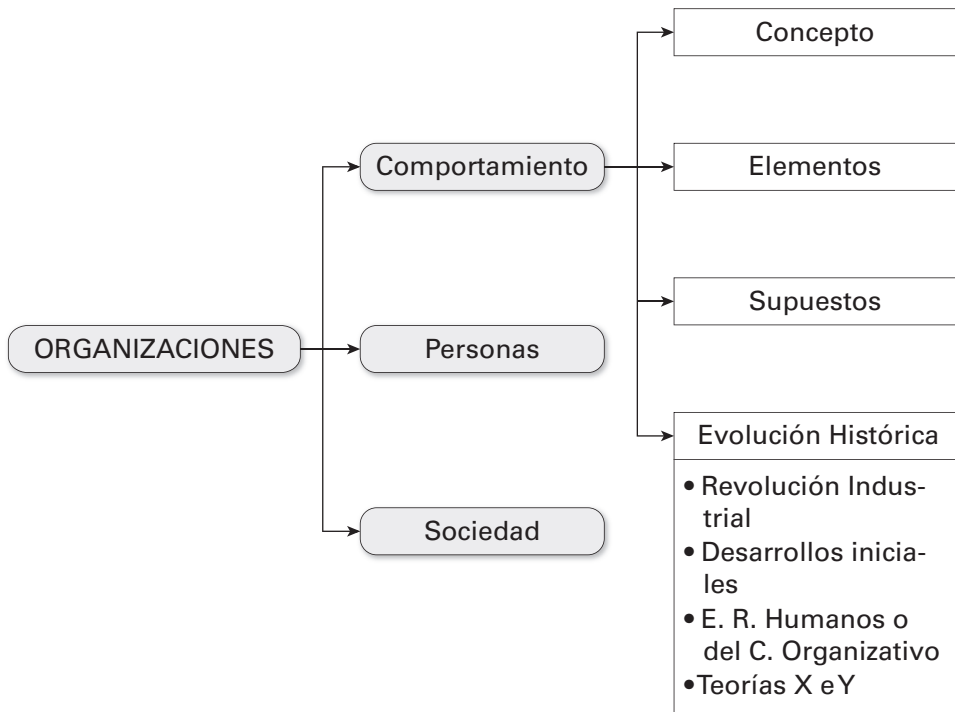 Concepto
Comportamiento
Elementos
Supuestos
ORGANIZACIONES
Personas
Evolución Histórica
• Revolución Indus-
trial
• Desarrollos inicia-
les
• E. R. Humanos o
del C. Organizativo
• Teorías X e Y
Sociedad